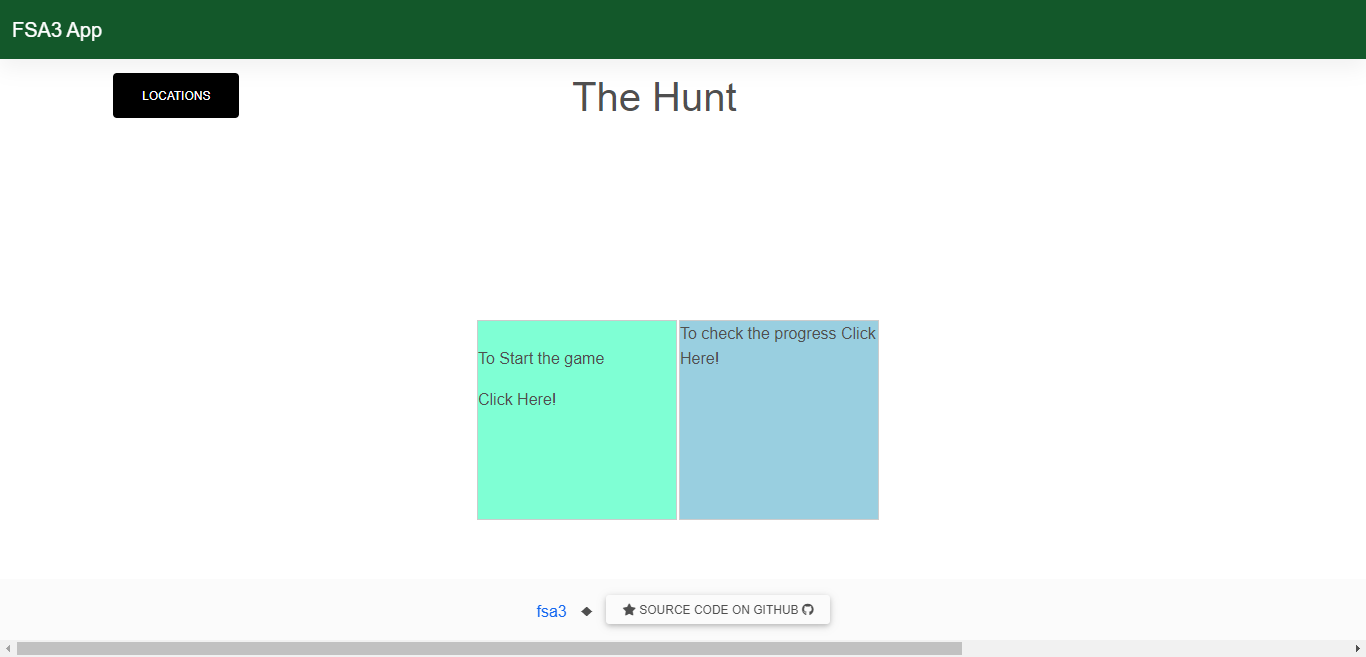 FSA3 App
LOCATIONS
The Hunt
To Start the game
Click Here!
To check the progress Click
Here!
fsa3 ◆ ★ SOURCE CODE ON GITHUB